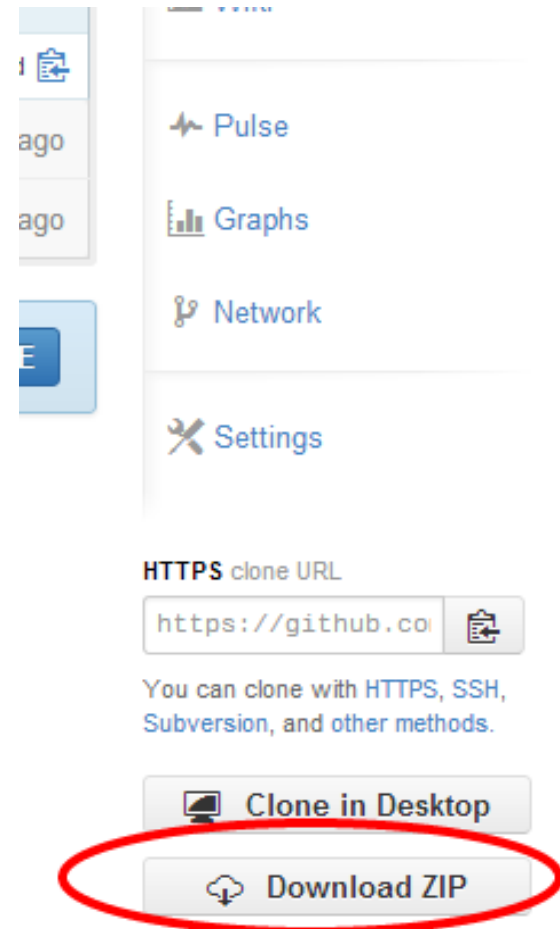 d
Pulse
ago
ago
Graphs
Network
E
Settings
HTTPS clone URL
https://github.co
You can clone with HTTPS, SSH,
Subversion, and other methods.
Clone in Desktop
Download ZIP